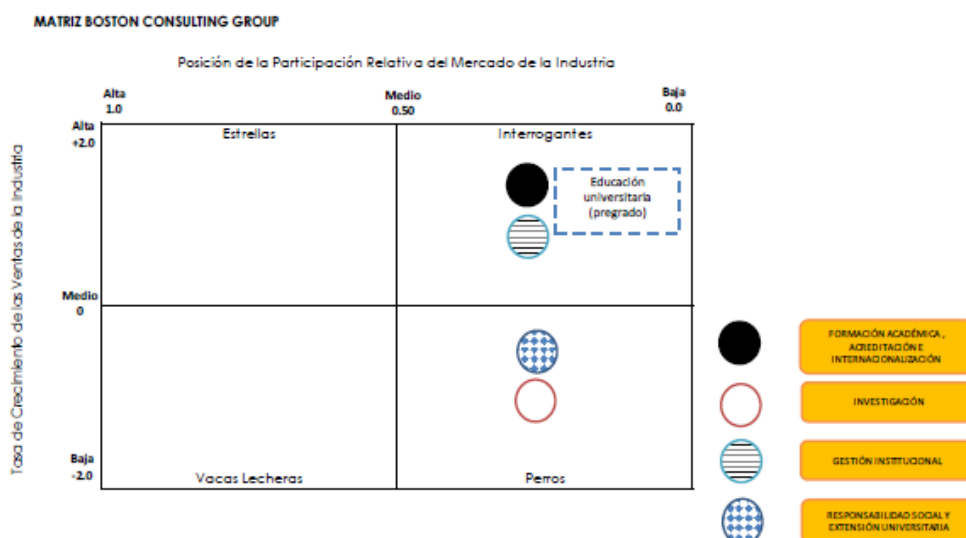 MATRIZ BOSTON CONSULTING GROUP
Posición de la Participación Relativa del Mercado de la Industria
Alta
1.0
Medio
0.50
Baja
0.0
Alta
+2.0
Estrellas
Interrogantes
Educación
universitaria
(pregrado)
Tasa de Crecimiento de las Ventas de la Industria
Medio
0
Baja
-2.0
Vacas Lecheras
Perros
FORMACIÓN ACADÉMICA ,
ACREDITACIÓN E
INTERNACIONALIZACIÓN
INVESTIGACIÓN
GESTIÓN INSTITUCIONAL
RESPONSABILIDAD SOCIAL Y
EXTENSIÓN UNIVERSITARIA